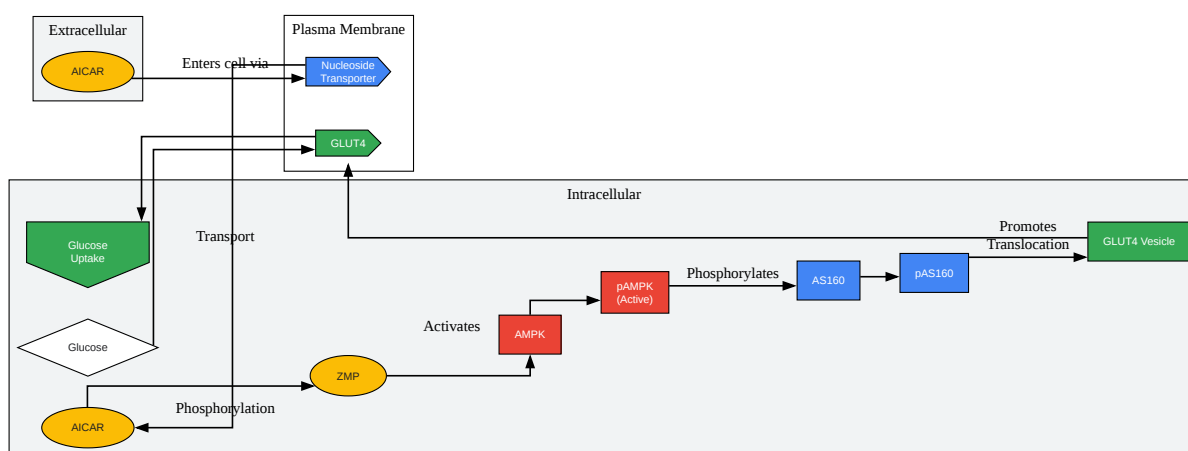 Extracellular
Plasma Membrane
AICAR
Enters cell via
Nucleoside
Transporter
GLUT4
Intracellular
Glucose
Uptake
Transport
Promotes
Translocation
GLUT4 Vesicle
pAMPK
(Active)
Phosphorylates
AS160
pAS160
Activates
AMPK
Glucose
ZMP
Phosphorylation
AICAR